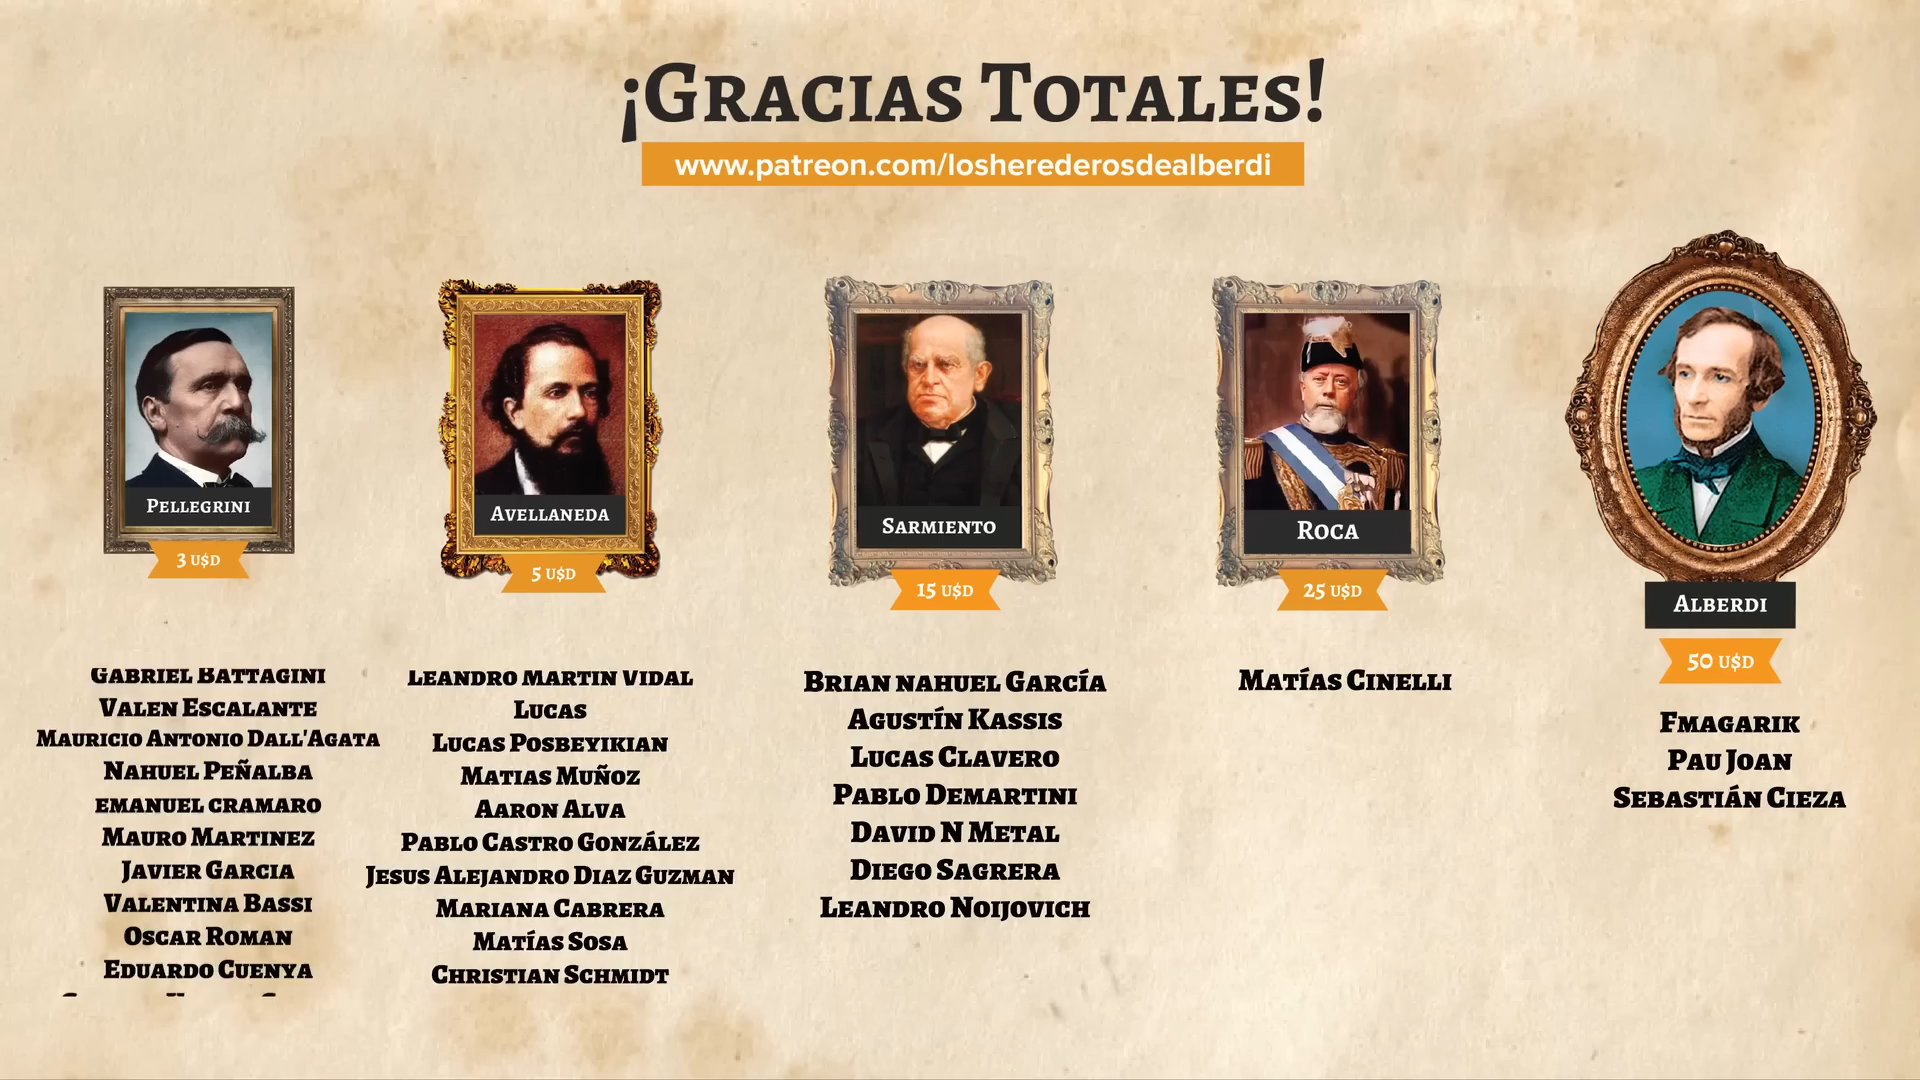 ¡Gracias Totales!
www.patreon.com/losherederosdealberdi
Pellegrini
3 U$D
Gabriel Battagini
Valen Escalante
Mauricio Antonio Dall'Agata
Nahuel Peñalba
emanuel cramaro
Mauro Martinez
Javier Garcia
Valentina Bassi
Oscar Roman
Eduardo Cuenya
Avellaneda
5 U$D
Leandro Martin Vidal
Lucas
Lucas Posbeyikian
Matias Muñoz
Aaron Alva
Pablo Castro González
Jesus Alejandro Diaz Guzman
Mariana Cabrera
Matías Sosa
Christian Schmidt
Sarmiento
15 U$D
Brian nahuel García
Agustín Kassis
Lucas Clavero
Pablo Demartini
David N Metal
Diego Sagrera
Leandro Noijovich
Roca
25 U$D
Matías Cinelli
Alberdi
50 U$D
Fmagarik
Pau Joan
Sebastián Cieza